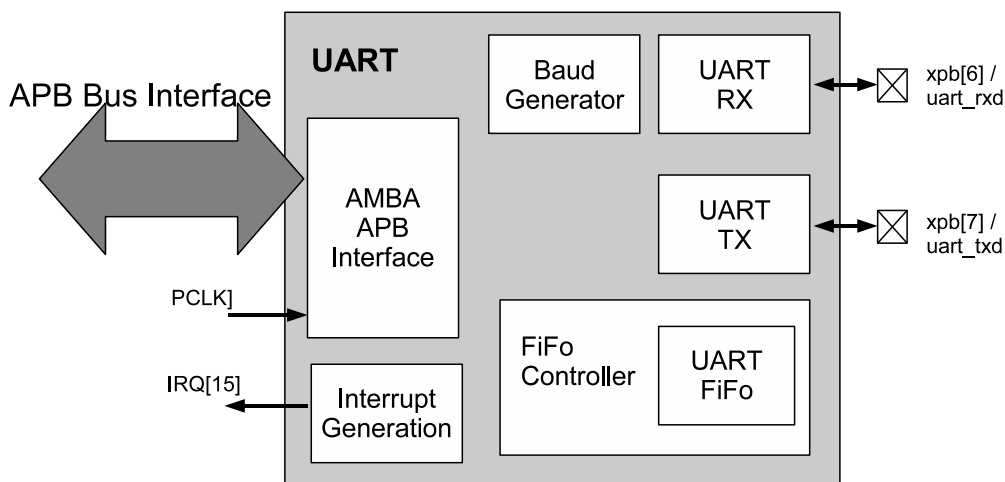 UART
APB Bus Interface
Baud
Generator
UART
RX
xpb[6] /
uart_rxd
AMBA
APB
Interface
UART
TX
xpb[7] /
uart_txd
PCLK]
FiFo
Controller
UART
FiFo
IRQ[15]
Interrupt
Generation